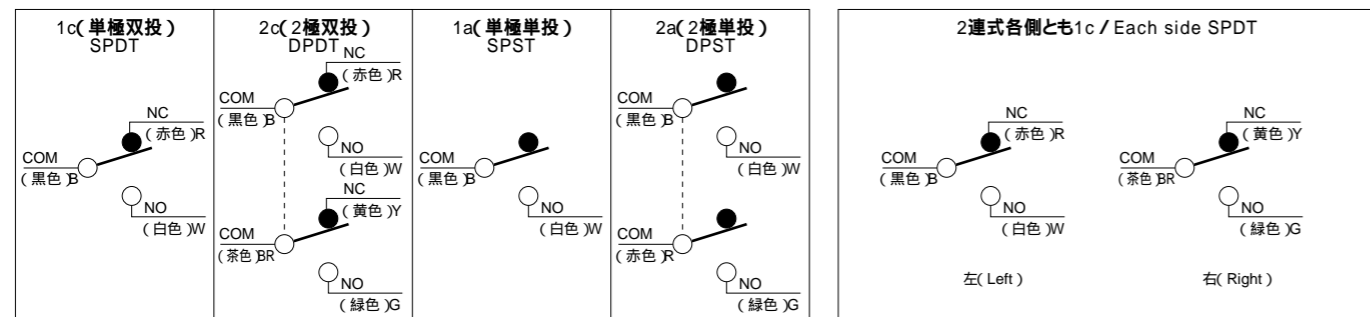 1c(単極双投)
SPDT
NC
(赤色)R
COM
(黒色)B
NO
(白色)W
2c(2極双投)
DPDT
NC
(赤色)R
COM
(黒色)B
NO
(白色)W
NC
(黄色)Y
COM
(茶色)BR
NO
(緑色)G
1a(単極単投)
SPST
COM
(黒色)B
NO
(白色)W
2a(2極単投)
DPST
COM
(黒色)B
NO
(白色)W
COM
(赤色)R
NO
(緑色)G
2連式各側とも1c / Each side SPDT
NC
(赤色)R
COM
(黒色)B
NO
(白色)W
左(Left)
NC
(黄色)Y
COM
(茶色)BR
NO
(緑色)G
右(Right)